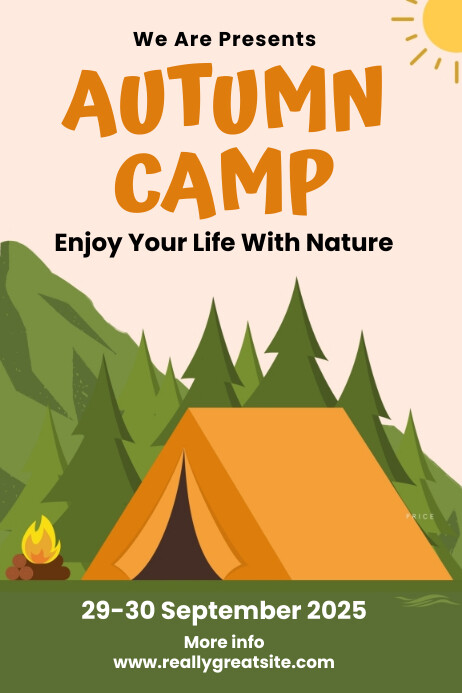 We Are Presents
AUTUMN
CAMP
Enjoy Your Life With Nature
PRICE
29-30 September 2025
More info
www.reallygreatsite.com